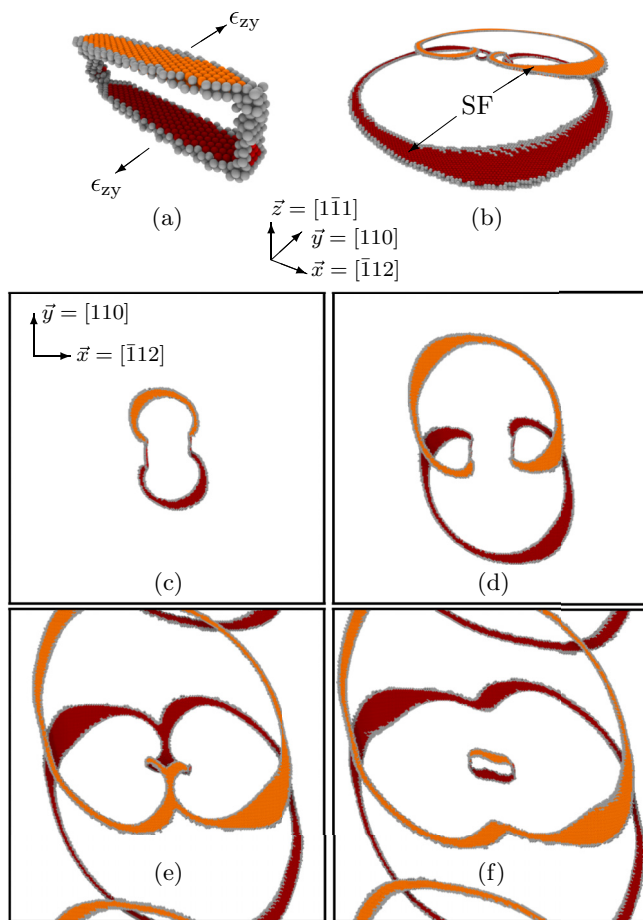 ϵzy
ϵzy
SF
(a)
(b)
z⃗ = [11̄1]
y⃗ = [110]
x⃗ = [1̄12]
y⃗ = [110]
x⃗ = [1̄12]
(c)
(d)
(e)
(f)